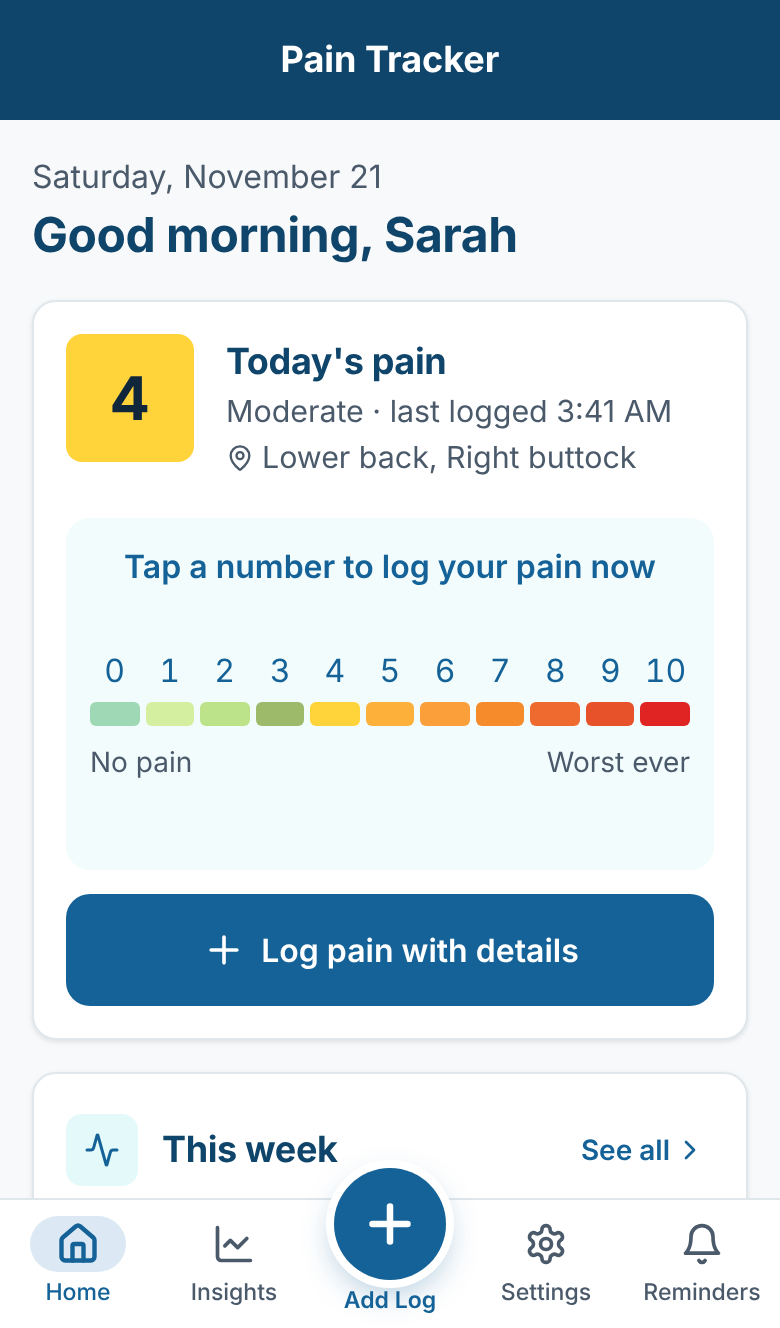 Pain Tracker
Saturday, November 21
Good morning, Sarah
4
Today's pain
Moderate · last logged 3:41 AM
Lower back, Right buttock
Tap a number to log your pain now
0 1 2 3 4 5 6 7 8 9 10
No pain Worst ever
Log pain with details
This week See all
Home Insights Add Log Settings Reminders